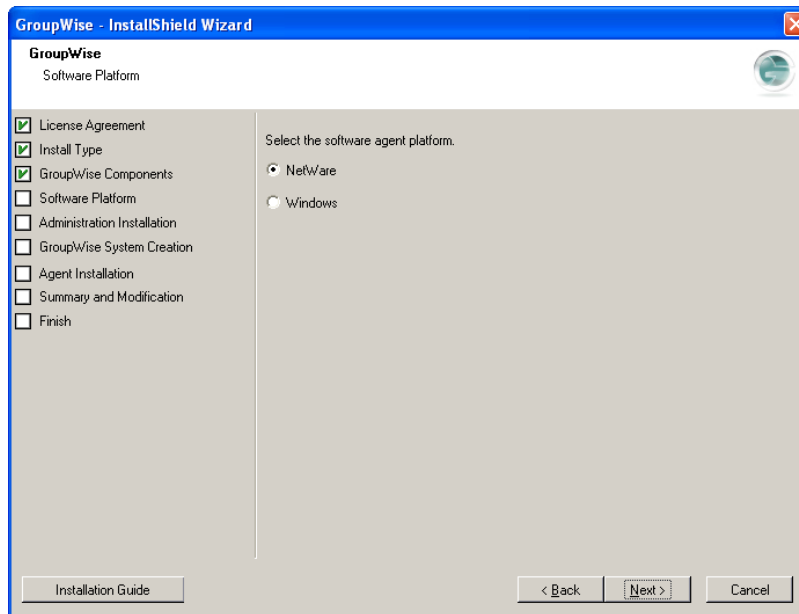 GroupWise - InstallShield Wizard
GroupWise
Software Platform
License Agreement
Install Type
GroupWise Components
Software Platform
Administration Installation
GroupWise System Creation
Agent Installation
Summary and Modification
Finish
Select the software agent platform.
NetWare
Windows
Installation Guide
< Back
Next >
Cancel